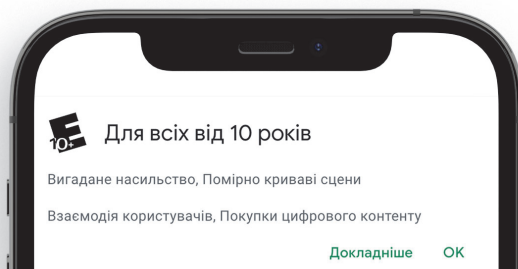 E
10+
Для всіх від 10 років
Вигадане насильство, Помірно криваві сцени
Взаємодія користувачів, Покупки цифрового контенту
Докладніше OK